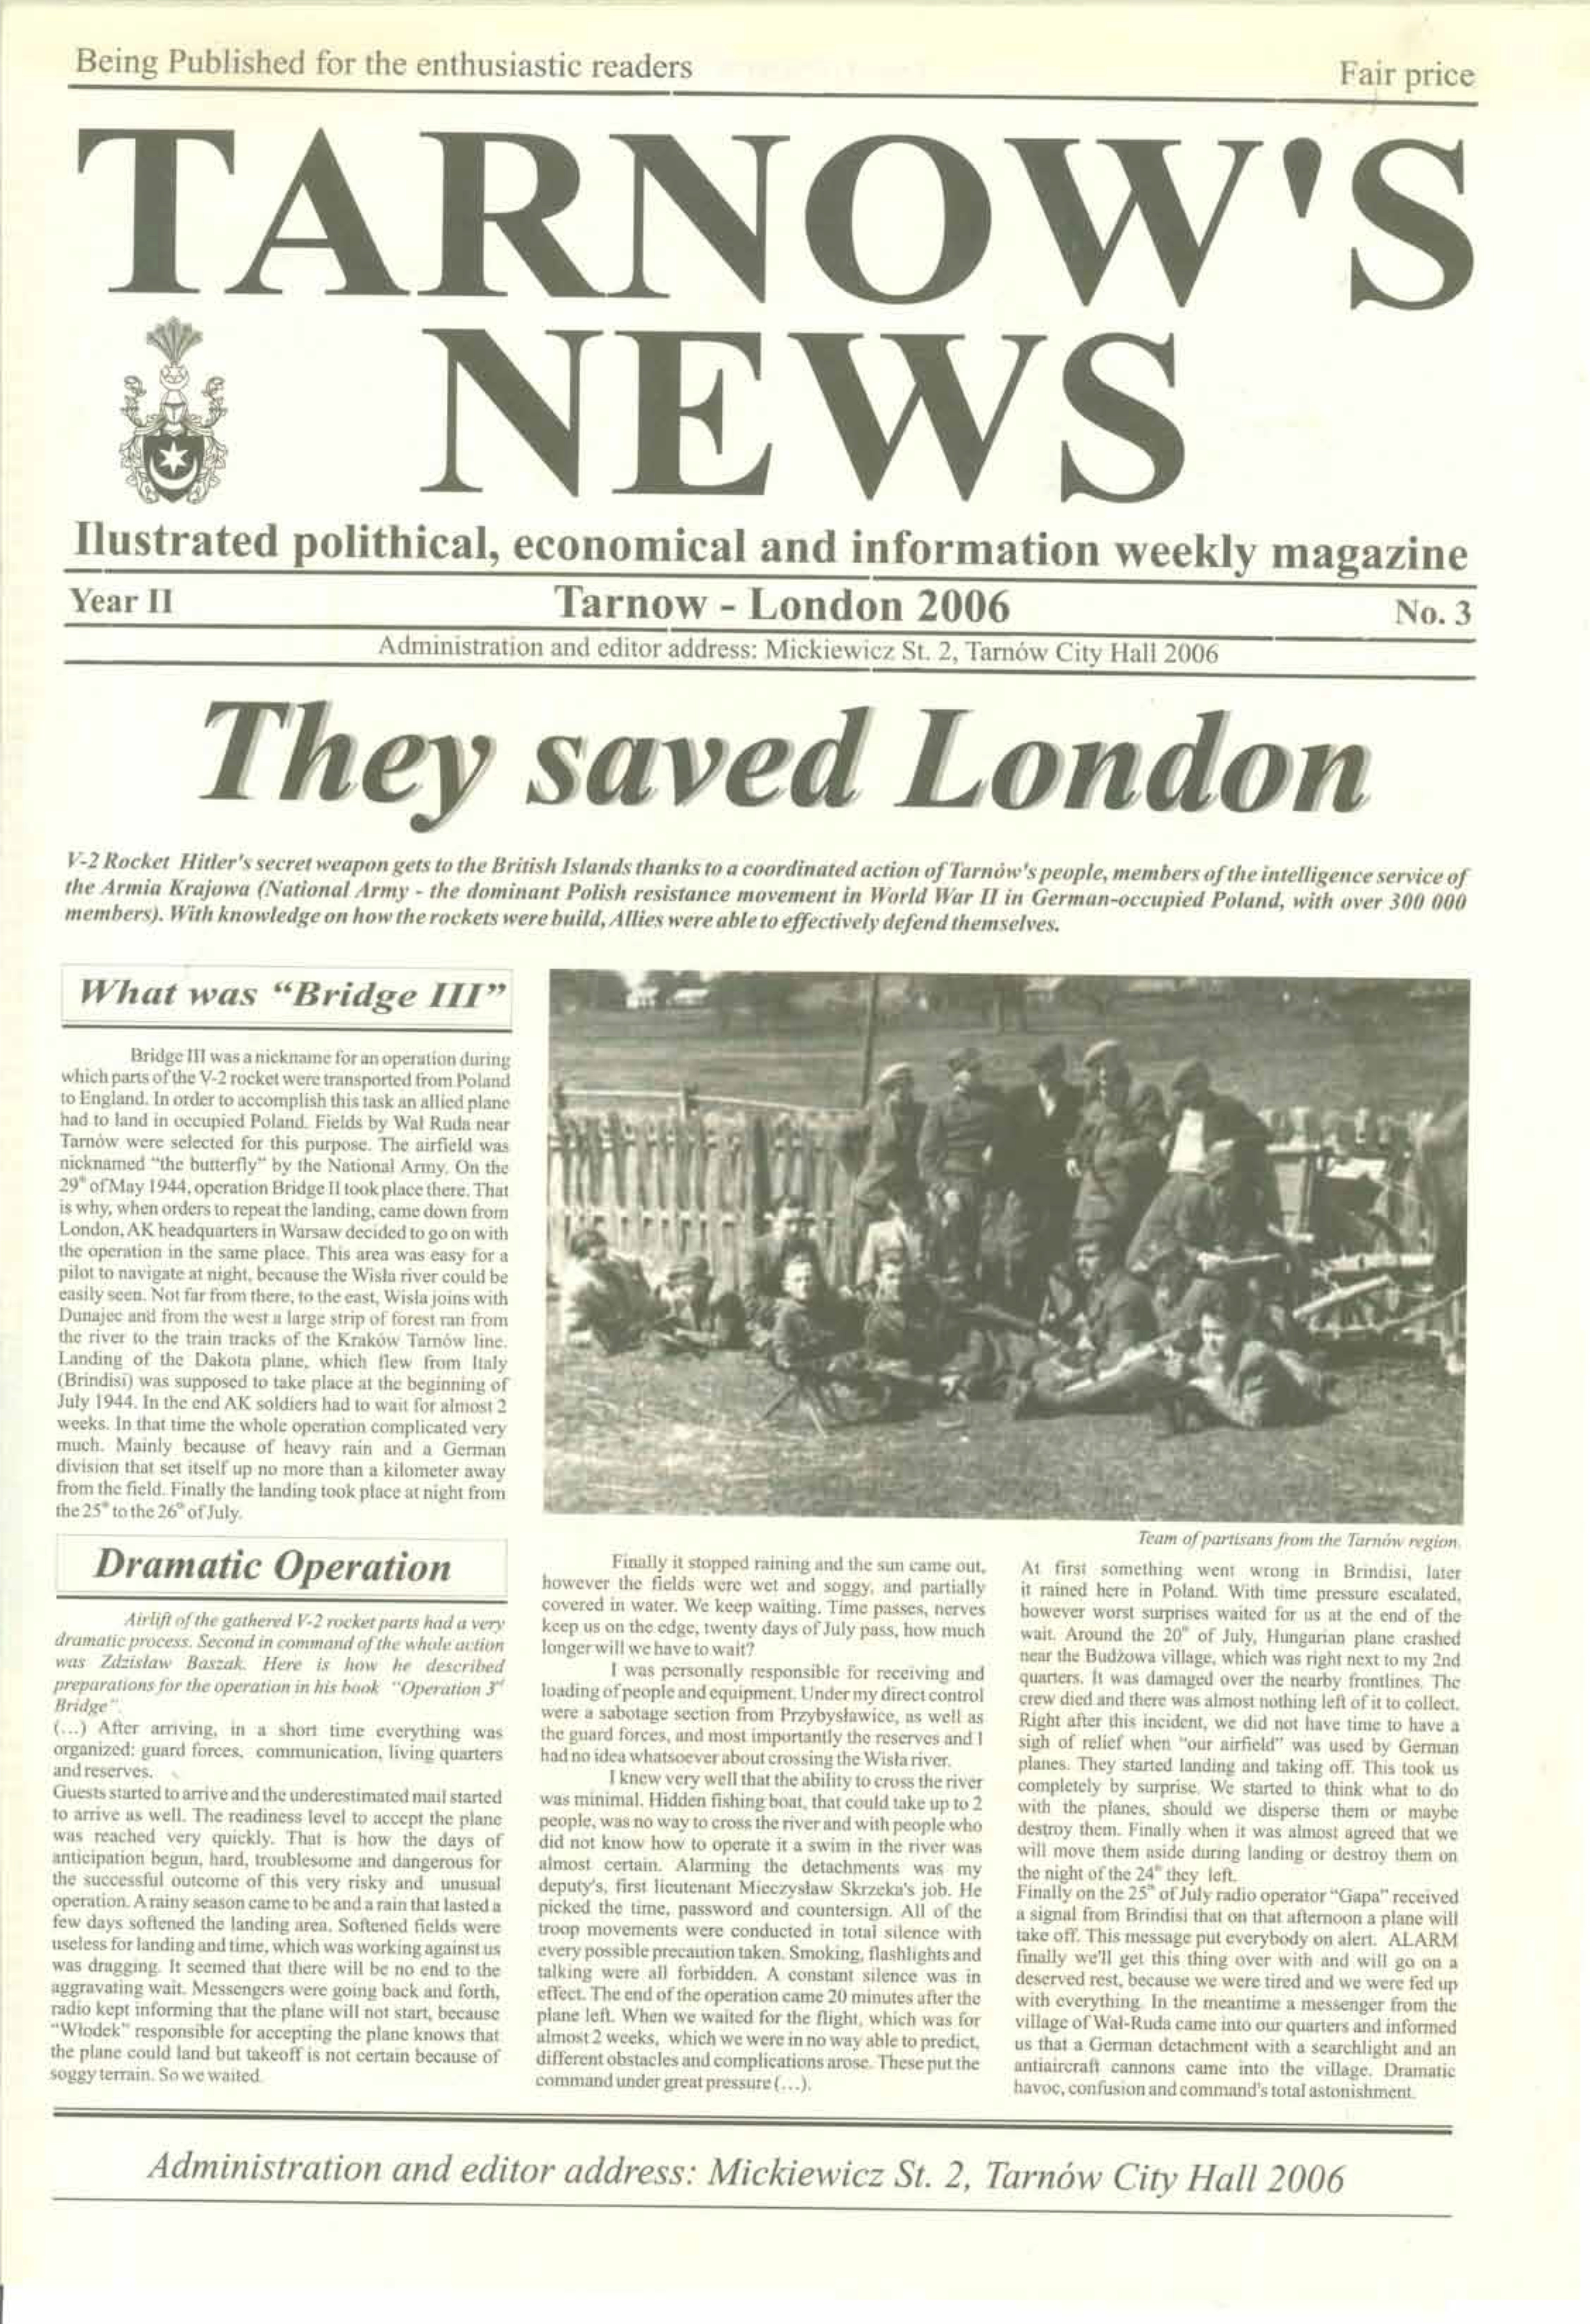 Being Published for the enthusiastic readers
Fair price
TARNOW'S
NEWS
Ilustrated polithical, economical and information weekly magazine
Year II
Tarnow - London 2006
No. 3
Administration and editor address: Mickiewicz St. 2, Tarnów City Hall 2006
They saved London
V-2 Rocket Hitler's secret weapon gets to the British Islands thanks to a coordinated action of Tarnów's people, members of the intelligence service of
the Armia Krajowa (National Army - the dominant Polish resistance movement in World War II in German-occupied Poland, with over 300 000
members). With knowledge on how the rockets were build, Allies were able to effectively defend themselves.
What was “Bridge III”
Bridge III was a nickname for an operation during
which parts of the V-2 rocket were transported from Poland
to England. In order to accomplish this task an allied plane
had to land in occupied Poland. Fields by Wał Ruda near
Tarnów were selected for this purpose. The airfield was
nicknamed “the butterfly” by the National Army. On the
29th of May 1944, operation Bridge II took place there. That
is why, when orders to repeat the landing, came down from
London, AK headquarters in Warsaw decided to go on with
the operation in the same place. This area was easy for a
pilot to navigate at night, because the Wisła river could be
easily seen. Not far from there, to the east, Wisła joins with
Dunajec and from the west a large strip of forest ran from
the river to the train tracks of the Kraków Tarnów line.
Landing of the Dakota plane, which flew from Italy
(Brindisi) was supposed to take place at the beginning of
July 1944. In the end AK soldiers had to wait for almost 2
weeks. In that time the whole operation complicated very
much. Mainly because of heavy rain and a German
division that set itself up no more than a kilometer away
from the field. Finally the landing took place at night from
the 25th to the 26th of July.
Team of partisans from the Tarnów region.
Dramatic Operation
Airlift of the gathered V-2 rocket parts had a very
dramatic process. Second in command of the whole action
was Zdzisław Baszak. Here is how he described
preparations for the operation in his book “Operation 3rd
Bridge”.
(...) After arriving, in a short time everything was
organized: guard forces, communication, living quarters
and reserves.
Guests started to arrive and the underestimated mail started
to arrive as well. The readiness level to accept the plane
was reached very quickly. That is how the days of
anticipation begun, hard, troublesome and dangerous for
the successful outcome of this very risky and unusual
operation. A rainy season came to be and a rain that lasted a
few days softened the landing area. Softened fields were
useless for landing and time, which was working against us
was dragging. It seemed that there will be no end to the
aggravating wait. Messengers were going back and forth,
radio kept informing that the plane will not start, because
“Włodek” responsible for accepting the plane knows that
the plane could land but takeoff is not certain because of
soggy terrain. So we waited.
Finally it stopped raining and the sun came out,
however the fields were wet and soggy, and partially
covered in water. We keep waiting. Time passes, nerves
keep us on the edge, twenty days of July pass, how much
longer will we have to wait?
I was personally responsible for receiving and
loading of people and equipment. Under my direct control
were a sabotage section from Przybysławice, as well as
the guard forces, and most importantly the reserves and I
had no idea whatsoever about crossing the Wisła river.
I knew very well that the ability to cross the river
was minimal. Hidden fishing boat, that could take up to 2
people, was no way to cross the river and with people who
did not know how to operate it a swim in the river was
almost certain. Alarming the detachments was my
deputy's, first lieutenant Mieczysław Skrzeka's job. He
picked the time, password and countersign. All of the
troop movements were conducted in total silence with
every possible precaution taken. Smoking, flashlights and
talking were all forbidden. A constant silence was in
effect. The end of the operation came 20 minutes after the
plane left. When we waited for the flight, which was for
almost 2 weeks, which we were in no way able to predict,
different obstacles and complications arose. These put the
command under great pressure (...).
At first something went wrong in Brindisi, later
it rained here in Poland. With time pressure escalated,
however worst surprises waited for us at the end of the
wait. Around the 20th of July, Hungarian plane crashed
near the Budżowa village, which was right next to my 2nd
quarters. It was damaged over the nearby frontlines. The
crew died and there was almost nothing left of it to collect.
Right after this incident, we did not have time to have a
sigh of relief when “our airfield” was used by German
planes. They started landing and taking off. This took us
completely by surprise. We started to think what to do
with the planes, should we disperse them or maybe
destroy them. Finally when it was almost agreed that we
will move them aside during landing or destroy them on
the night of the 24th they left.
Finally on the 25th of July radio operator “Gapa” received
a signal from Brindisi that on that afternoon a plane will
take off. This message put everybody on alert. ALARM
finally we'll get this thing over with and will go on a
deserved rest, because we were tired and we were fed up
with everything. In the meantime a messenger from the
village of Wał-Ruda came into our quarters and informed
us that a German detachment with a searchlight and an
antiaircraft cannons came into the village. Dramatic
havoc, confusion and command's total astonishment.
Administration and editor address: Mickiewicz St. 2, Tarnów City Hall 2006